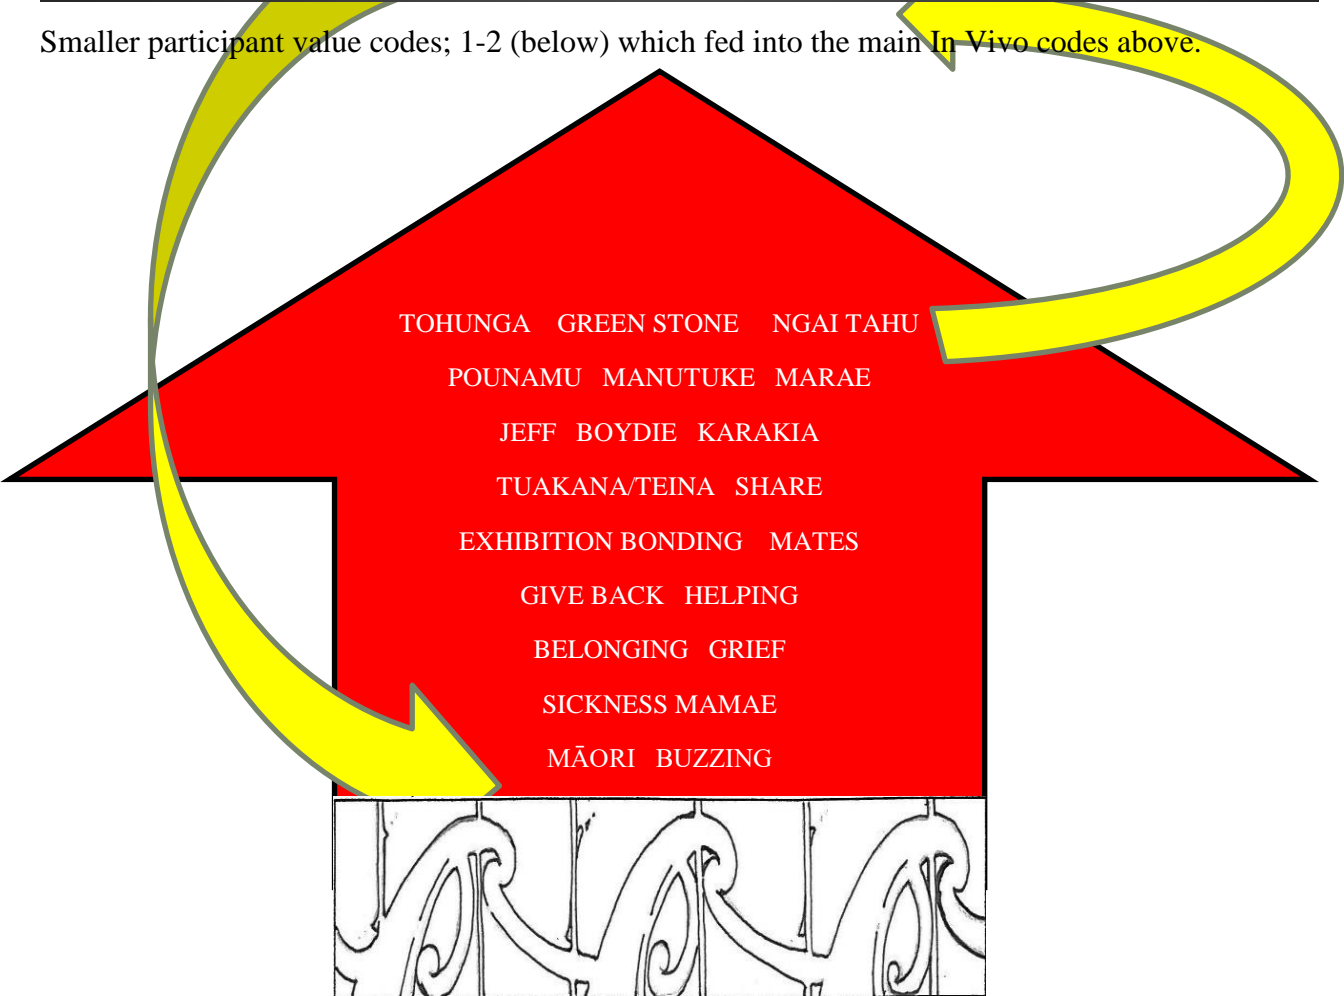 Smaller participant value codes; 1-2 (below) which fed into the main In Vivo codes above.
TOHUNGA GREEN STONE NGAI TAHU
POUNAMU MANUTUKE MARAE
JEFF BOYDIE KARAKIA
TUAKANA/TEINA SHARE
EXHIBITION BONDING MATES
GIVE BACK HELPING
BELONGING GRIEF
SICKNESS MAMAE
MĀORI BUZZING